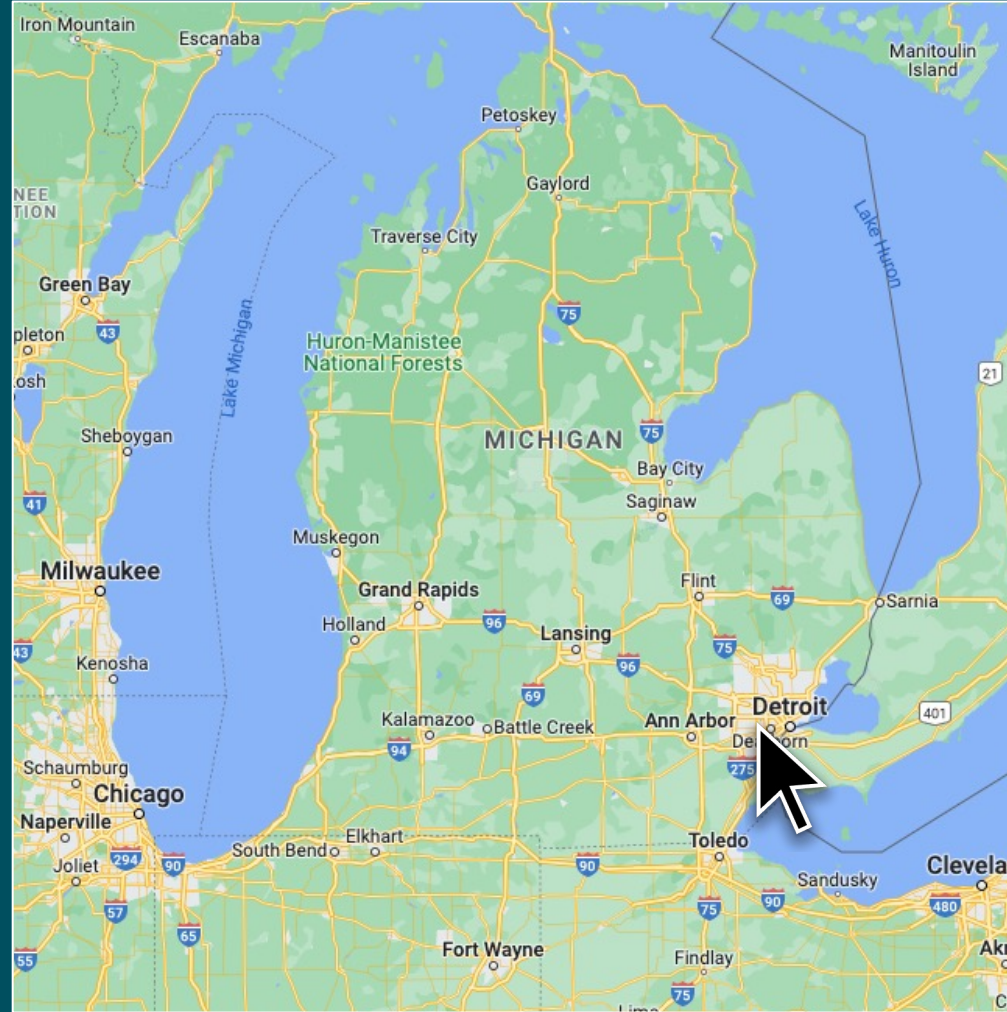 Iron Mountain
Escanaba
Manitoulin
Island
Petoskey
Gaylord
NEE
TION
Lake Huron
Traverse City
Green Bay
Lake Michigan
75
43
pleton
Huron-Manistee
National Forests
21
osh
Sheboygan
MICHIGAN
75
Bay City
41
Saginaw
Muskegon
Milwaukee
Flint
Grand Rapids
69
Sarnia
Holland
96
Lansing
43
75
Kenosha
96
69
Detroit
401
Kalamazoo
Battle Creek
Ann Arbor
94
275
Schaumburg
Chicago
Naperville
Toledo
Elkhart
South Bend
294
90
90
Joliet
Clevela
Sandusky
90
480
57
75
65
Fort Wayne
Akr
55
Findlay
75